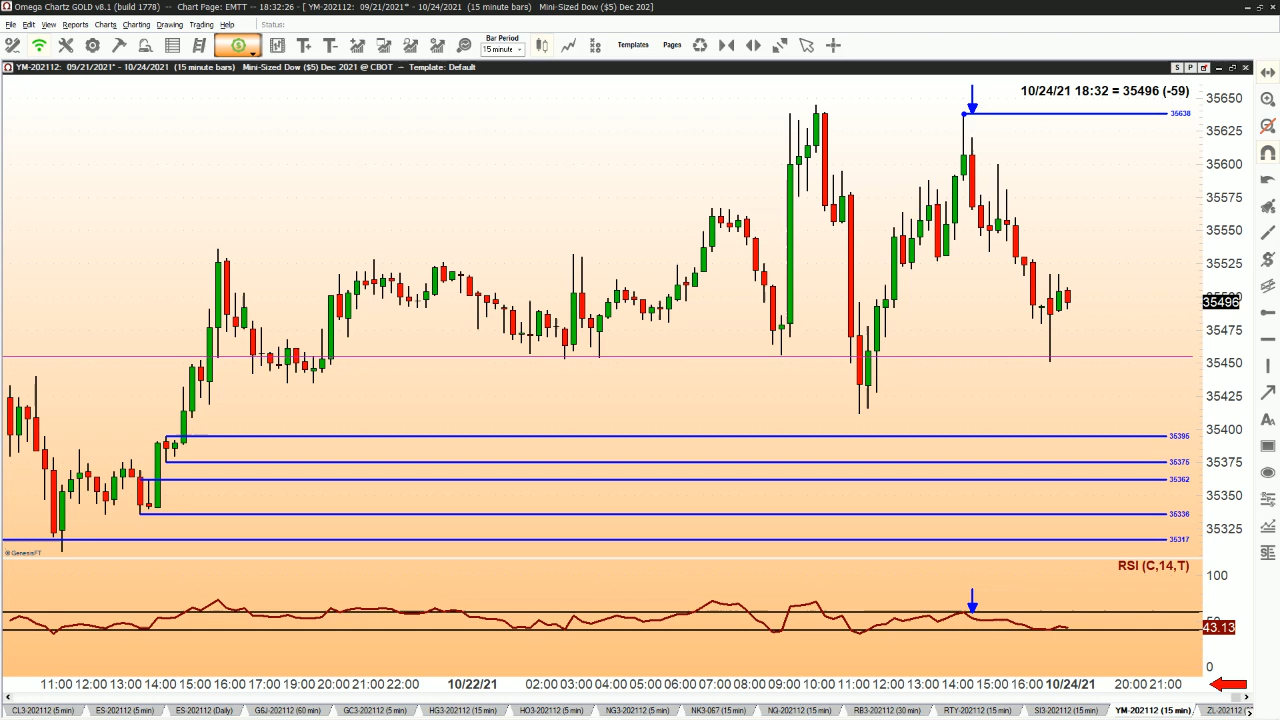 Omega Chartz GOLD v8.1 (build 1778) -- Chart Page: EMTT -- 18:32:26 - [ YM-202112: 09/21/2021* - 10/24/2021 (15 minute bars) Mini-Sized Dow ($5) Dec 202]
File Edit View Reports Charts Charting Drawing Trading Help Status:
Bar Period
15 minute
Templates Pages
YM-202112: 09/21/2021* - 10/24/2021 (15 minute bars) Mini-Sized Dow ($5) Dec 2021 @ CBOT -- Template: Default
S P
10/24/21 18:32 = 35496 (-59)
35650
35638
35625
35600
35575
35550
35525
35496
35475
35450
35425
35400
35395
35375
35375
35362
35350
35336
35325
35317
© GenesisFT
RSI (C,14,T)
100
43.13
0
11:00 12:00 13:00 14:00 15:00 16:00 17:00 19:00 20:00 21:00 22:00 10/22/21 02:00 03:00 04:00 05:00 06:00 07:00 08:00 09:00 10:00 11:00 12:00 13:00 14:00 15:00 16:00 10/24/21 20:00 21:00
CL3-202112 (5 min) ES-202112 (5 min) ES-202112 (Daily) G6J-202112 (60 min) GC3-202112 (5 min) HG3-202112 (5 min) HO3-202112 (5 min) NG3-202112 (5 min) NK3-067 (15 min) NQ-202112 (15 min) RB3-202112 (30 min) RTY-202112 (15 min) SI3-202112 (15 min) YM-202112 (15 min) ZL-202112 (